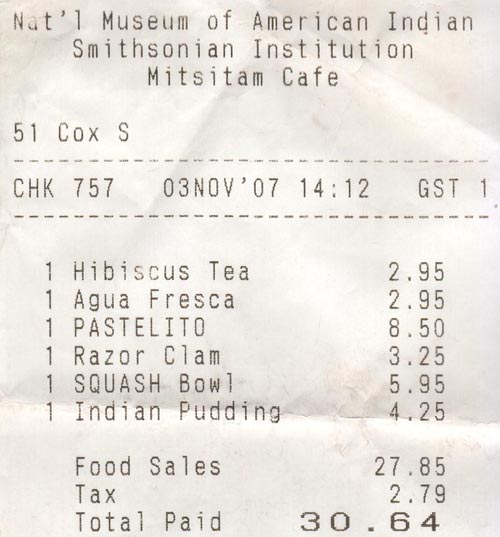 Nat'l Museum of American Indian
Smithsonian Institution
Mitsitam Cafe
51 Cox S
CHK 757 03NOV'07 14:12 GST 1
1 Hibiscus Tea 2.95
1 Agua Fresca 2.95
1 PASTELITO 8.50
1 Razor Clam 3.25
1 SQUASH Bowl 5.95
1 Indian Pudding 4.25
Food Sales 27.85
Tax 2.79
Total Paid 30.64